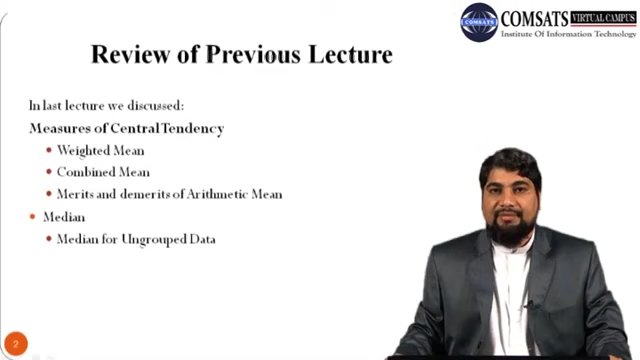 COMSATS VIRTUAL CAMPUS
Institute Of Information Technology
Review of Previous Lecture
In last lecture we discussed:
Measures of Central Tendency
Weighted Mean
Combined Mean
Merits and demerits of Arithmetic Mean
Median
Median for Ungrouped Data
2